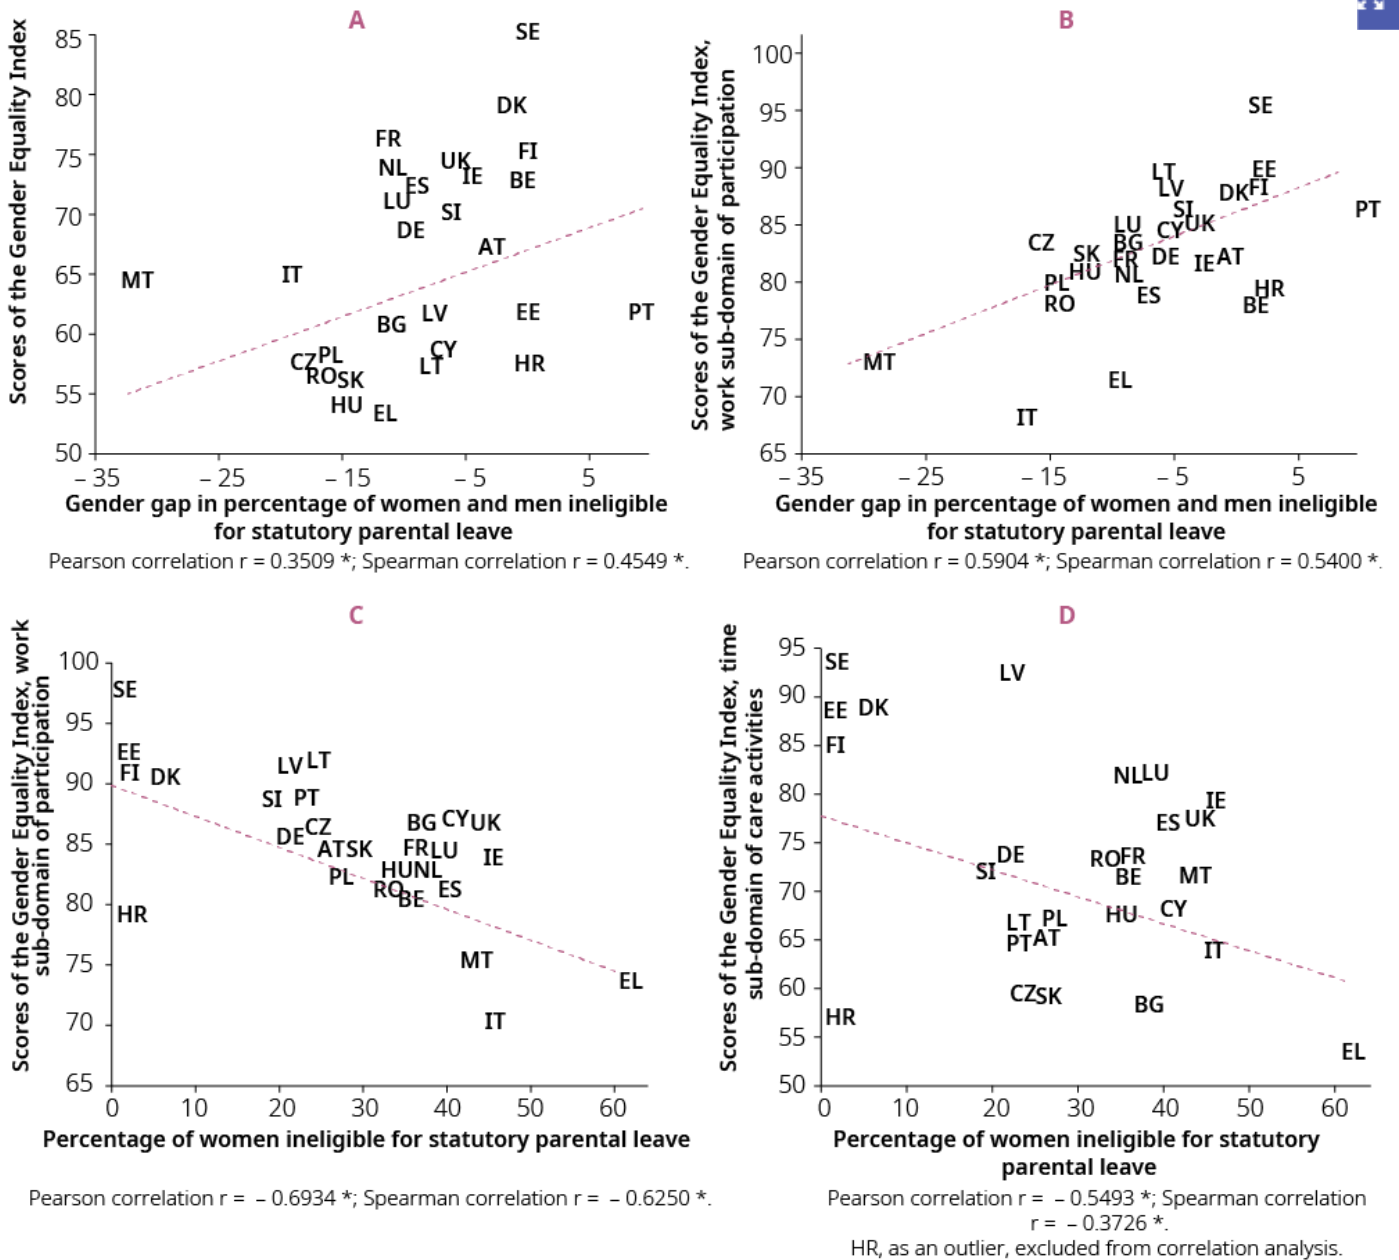 A
Scores of the Gender Equality Index
85
80
75
70
65
60
55
50
SE
DK
FR
FI
UK
NL
IE
BE
ES
LU
SI
DE
AT
MT
IT
LV
EE
PT
BG
CY
PL
CZ
LT
HR
RO
SK
HU
EL
– 35
– 25
– 15
– 5
5
Gender gap in percentage of women and men ineligible
for statutory parental leave
Pearson correlation r = 0.3509 *; Spearman correlation r = 0.4549 *.
B
Scores of the Gender Equality Index,
work sub-domain of participation
100
95
90
85
80
75
70
65
SE
LT
EE
LV
DK
FI
SI
PT
LU
UK
CY
CZ
BG
SK
FR
DE
IE
AT
HU
NL
PL
ES
HR
RO
BE
MT
EL
IT
– 35
– 25
– 15
– 5
5
Gender gap in percentage of women and men ineligible
for statutory parental leave
Pearson correlation r = 0.5904 *; Spearman correlation r = 0.5400 *.
C
Scores of the Gender Equality Index, work
sub-domain of participation
100
95
90
85
80
75
70
65
SE
EE
FI
DK
LV
LT
SI
PT
DE
CZ
BG
CY
UK
AT
SK
FR
LU
IE
PL
HU
NL
RO
BE
ES
HR
MT
EL
IT
0
10
20
30
40
50
60
Percentage of women ineligible for statutory parental leave
Pearson correlation r = – 0.6934 *; Spearman correlation r = – 0.6250 *.
D
Scores of the Gender Equality Index, time
sub-domain of care activities
95
90
85
80
75
70
65
60
55
50
SE
LV
EE
DK
FI
NL
LU
IE
ES
UK
DE
SI
RO
FR
BE
MT
LT
PL
HU
CY
PT
AT
IT
CZ
SK
BG
HR
EL
0
10
20
30
40
50
60
Percentage of women ineligible for statutory
parental leave
Pearson correlation r = – 0.5493 *; Spearman correlation
r = – 0.3726 *.
HR, as an outlier, excluded from correlation analysis.